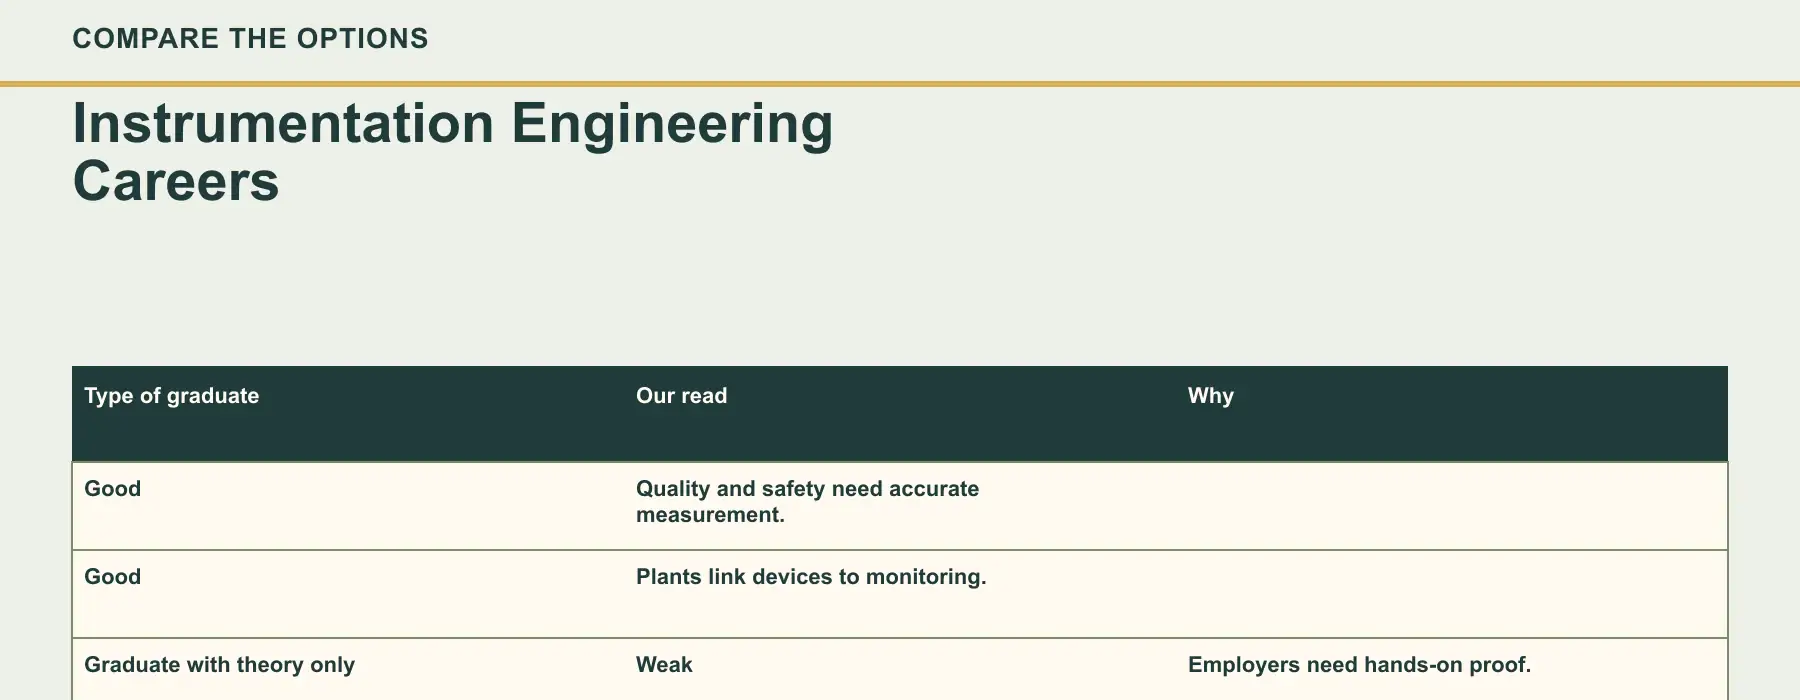 COMPARE THE OPTIONS
Instrumentation Engineering
Careers
Type of graduate Our read Why
Good Quality and safety need accurate
measurement.
Good Plants link devices to monitoring.
Graduate with theory only Weak Employers need hands-on proof.